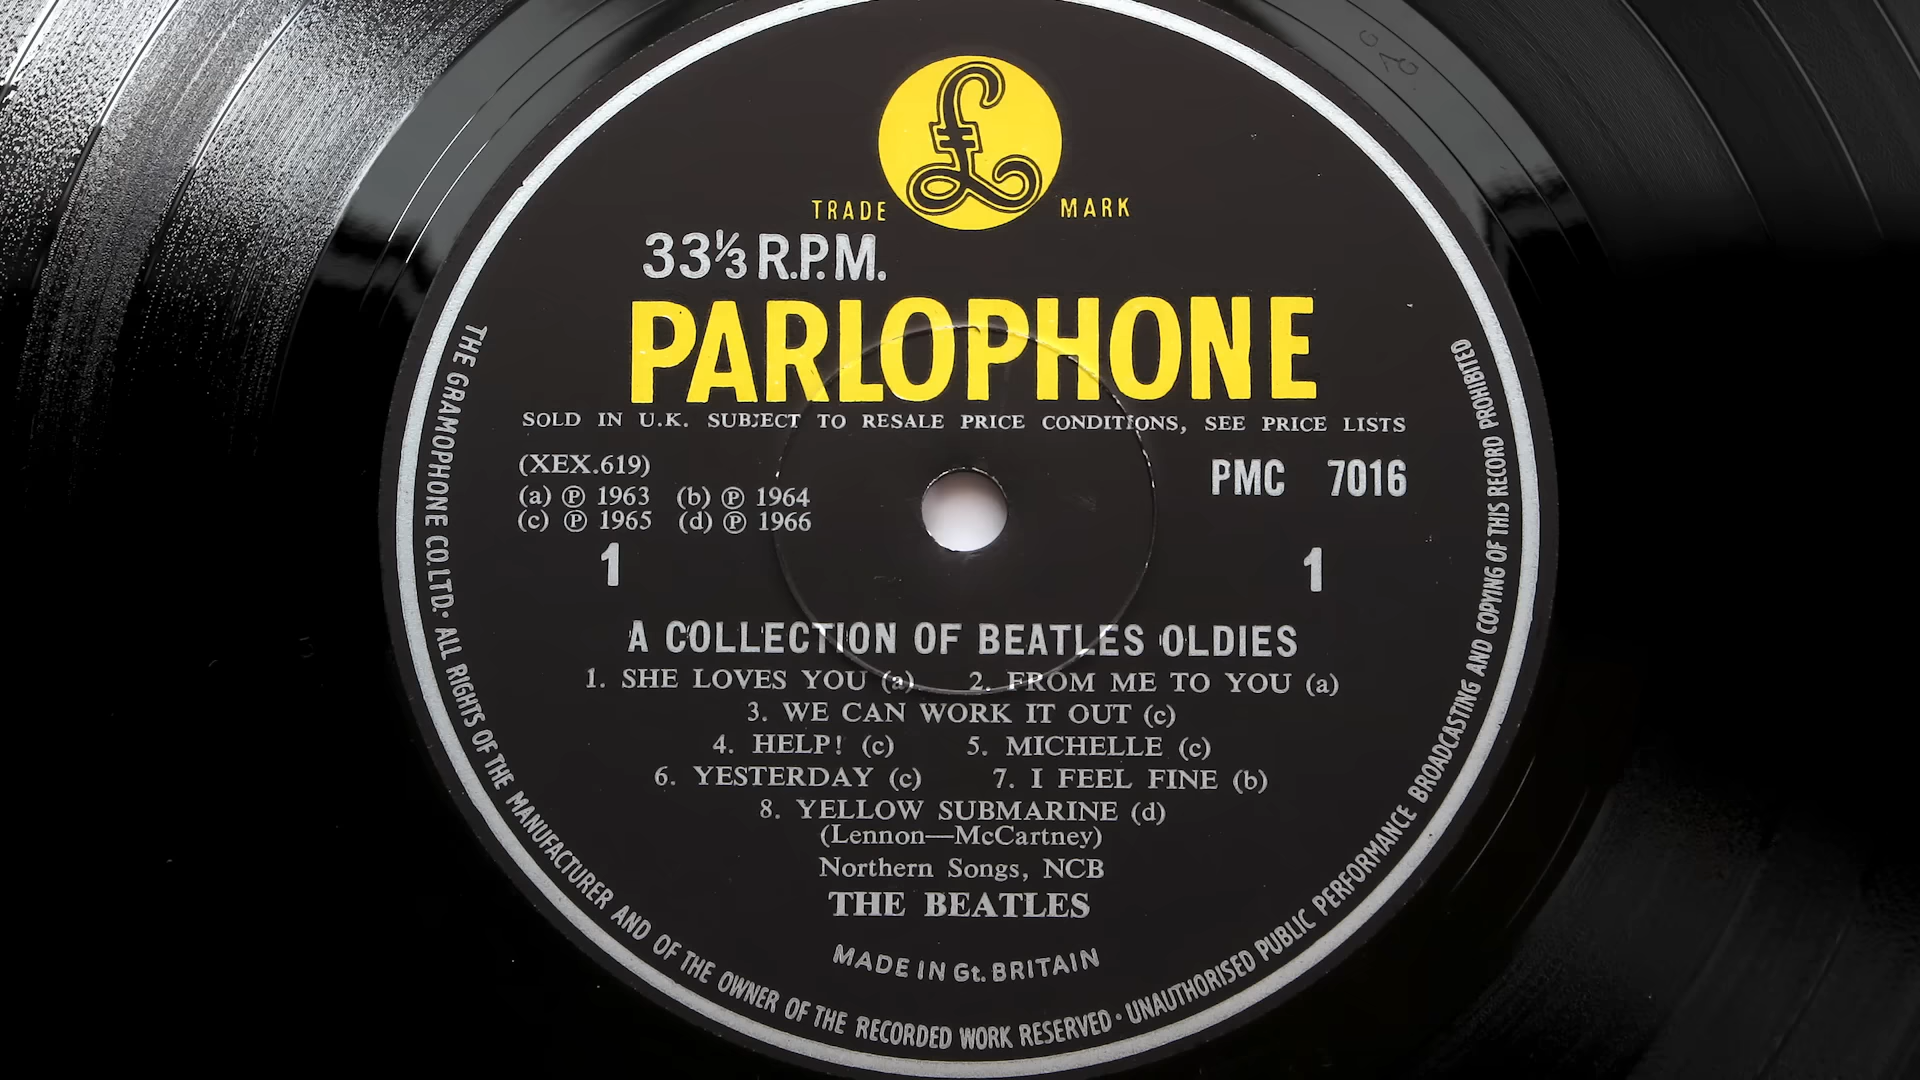 £
TRADE MARK
33⅓ R.P.M.
PARLOPHONE
SOLD IN U.K. SUBJECT TO RESALE PRICE CONDITIONS, SEE PRICE LISTS
(XEX.619)
PMC 7016
(a) ℗ 1963 (b) ℗ 1964
(c) ℗ 1965 (d) ℗ 1966
1 1
A COLLECTION OF BEATLES OLDIES
1. SHE LOVES YOU (a) 2. FROM ME TO YOU (a)
3. WE CAN WORK IT OUT (c)
4. HELP! (c) 5. MICHELLE (c)
6. YESTERDAY (c) 7. I FEEL FINE (b)
8. YELLOW SUBMARINE (d)
(Lennon—McCartney)
Northern Songs, NCB
THE BEATLES
MADE IN Gt. BRITAIN
THE GRAMOPHONE CO. LTD. · ALL RIGHTS OF THE MANUFACTURER AND OF THE OWNER OF THE RECORDED WORK RESERVED · UNAUTHORISED PUBLIC PERFORMANCE BROADCASTING AND COPYING OF THIS RECORD PROHIBITED